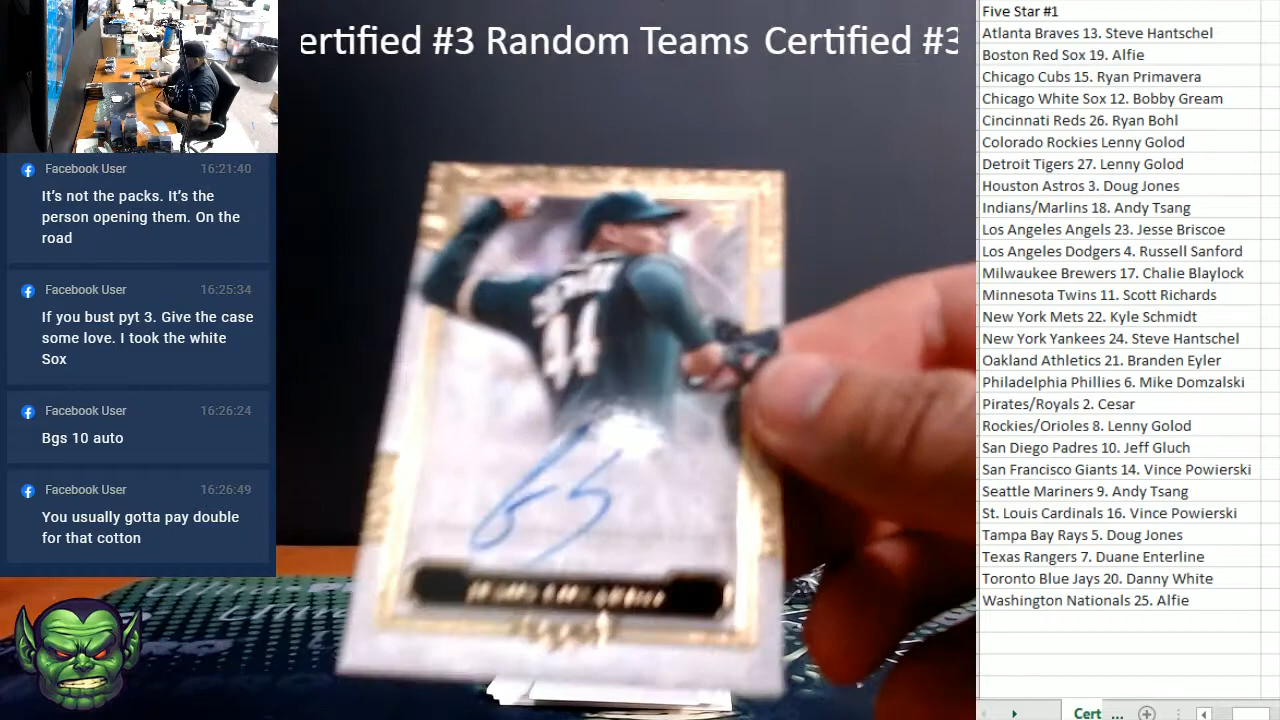 ertified #3 Random Teams Certified #3
Facebook User 16:21:40
It's not the packs. It's the
person opening them. On the
road
Facebook User 16:25:34
If you bust pyt 3. Give the case
some love. I took the white
Sox
Facebook User 16:26:24
Bgs 10 auto
Facebook User 16:26:49
You usually gotta pay double
for that cotton
44
Five Star #1
Atlanta Braves 13. Steve Hantschel
Boston Red Sox 19. Alfie
Chicago Cubs 15. Ryan Primavera
Chicago White Sox 12. Bobby Gream
Cincinnati Reds 26. Ryan Bohl
Colorado Rockies Lenny Golod
Detroit Tigers 27. Lenny Golod
Houston Astros 3. Doug Jones
Indians/Marlins 18. Andy Tsang
Los Angeles Angels 23. Jesse Briscoe
Los Angeles Dodgers 4. Russell Sanford
Milwaukee Brewers 17. Chalie Blaylock
Minnesota Twins 11. Scott Richards
New York Mets 22. Kyle Schmidt
New York Yankees 24. Steve Hantschel
Oakland Athletics 21. Branden Eyler
Philadelphia Phillies 6. Mike Domzalski
Pirates/Royals 2. Cesar
Rockies/Orioles 8. Lenny Golod
San Diego Padres 10. Jeff Gluch
San Francisco Giants 14. Vince Powierski
Seattle Mariners 9. Andy Tsang
St. Louis Cardinals 16. Vince Powierski
Tampa Bay Rays 5. Doug Jones
Texas Rangers 7. Duane Enterline
Toronto Blue Jays 20. Danny White
Washington Nationals 25. Alfie
Cert ...